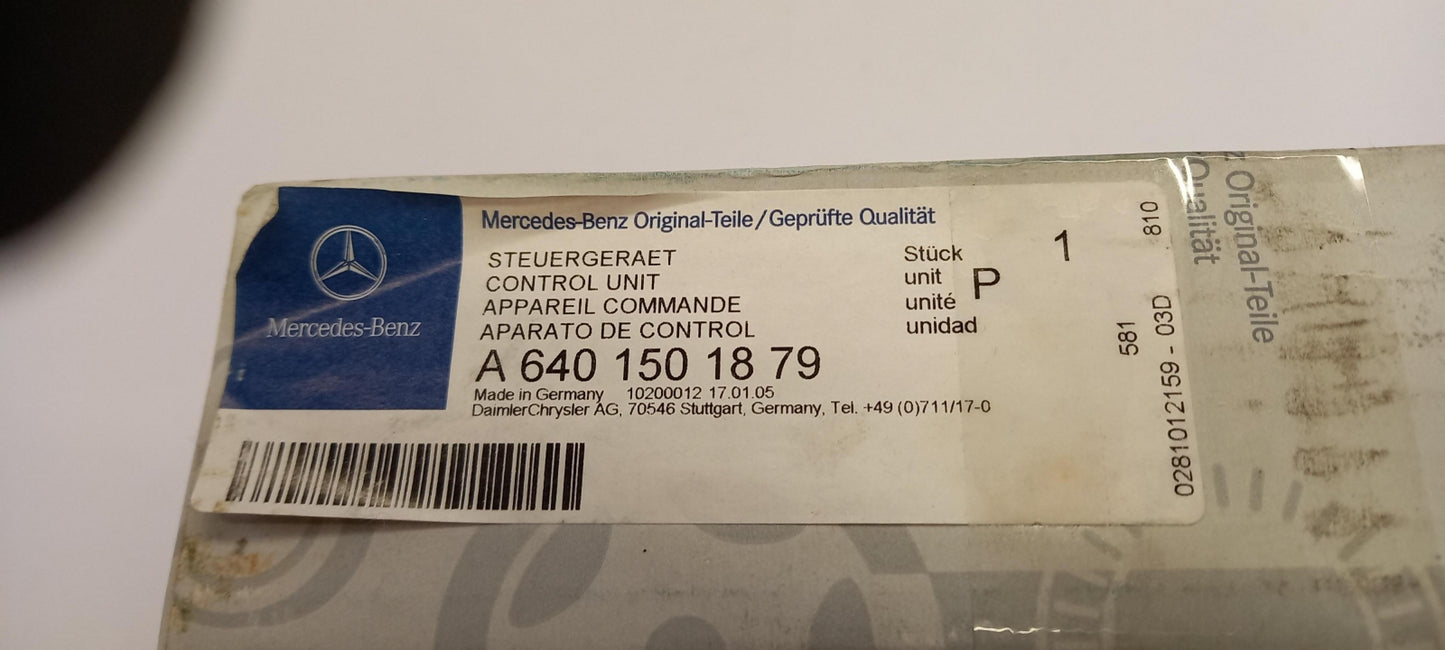 Mercedes-Benz
Mercedes-Benz Original-Teile/Geprüfte Qualität
STEUERGERAET
CONTROL UNIT
APPAREIL COMMANDE
APARATO DE CONTROL
A 640 150 18 79
Made in Germany 10200012 17.01.05
DaimlerChrysler AG, 70546 Stuttgart, Germany, Tel. +49 (0)711/17-0
Stück
unit
unité
unidad
P
1
810
581
0281012159 - 03D
z Original-Teile
Qualität